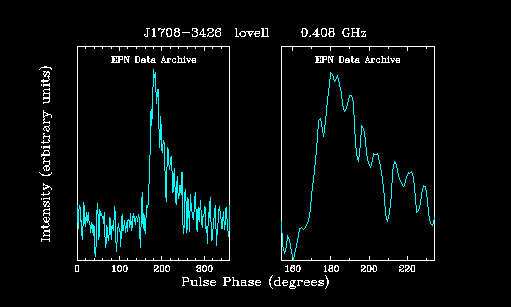 J1708-3426 lovell 0.408 GHz
EPN Data Archive EPN Data Archive
Intensity (arbitrary units)
0 100 200 300 160 180 200 220
Pulse Phase (degrees)